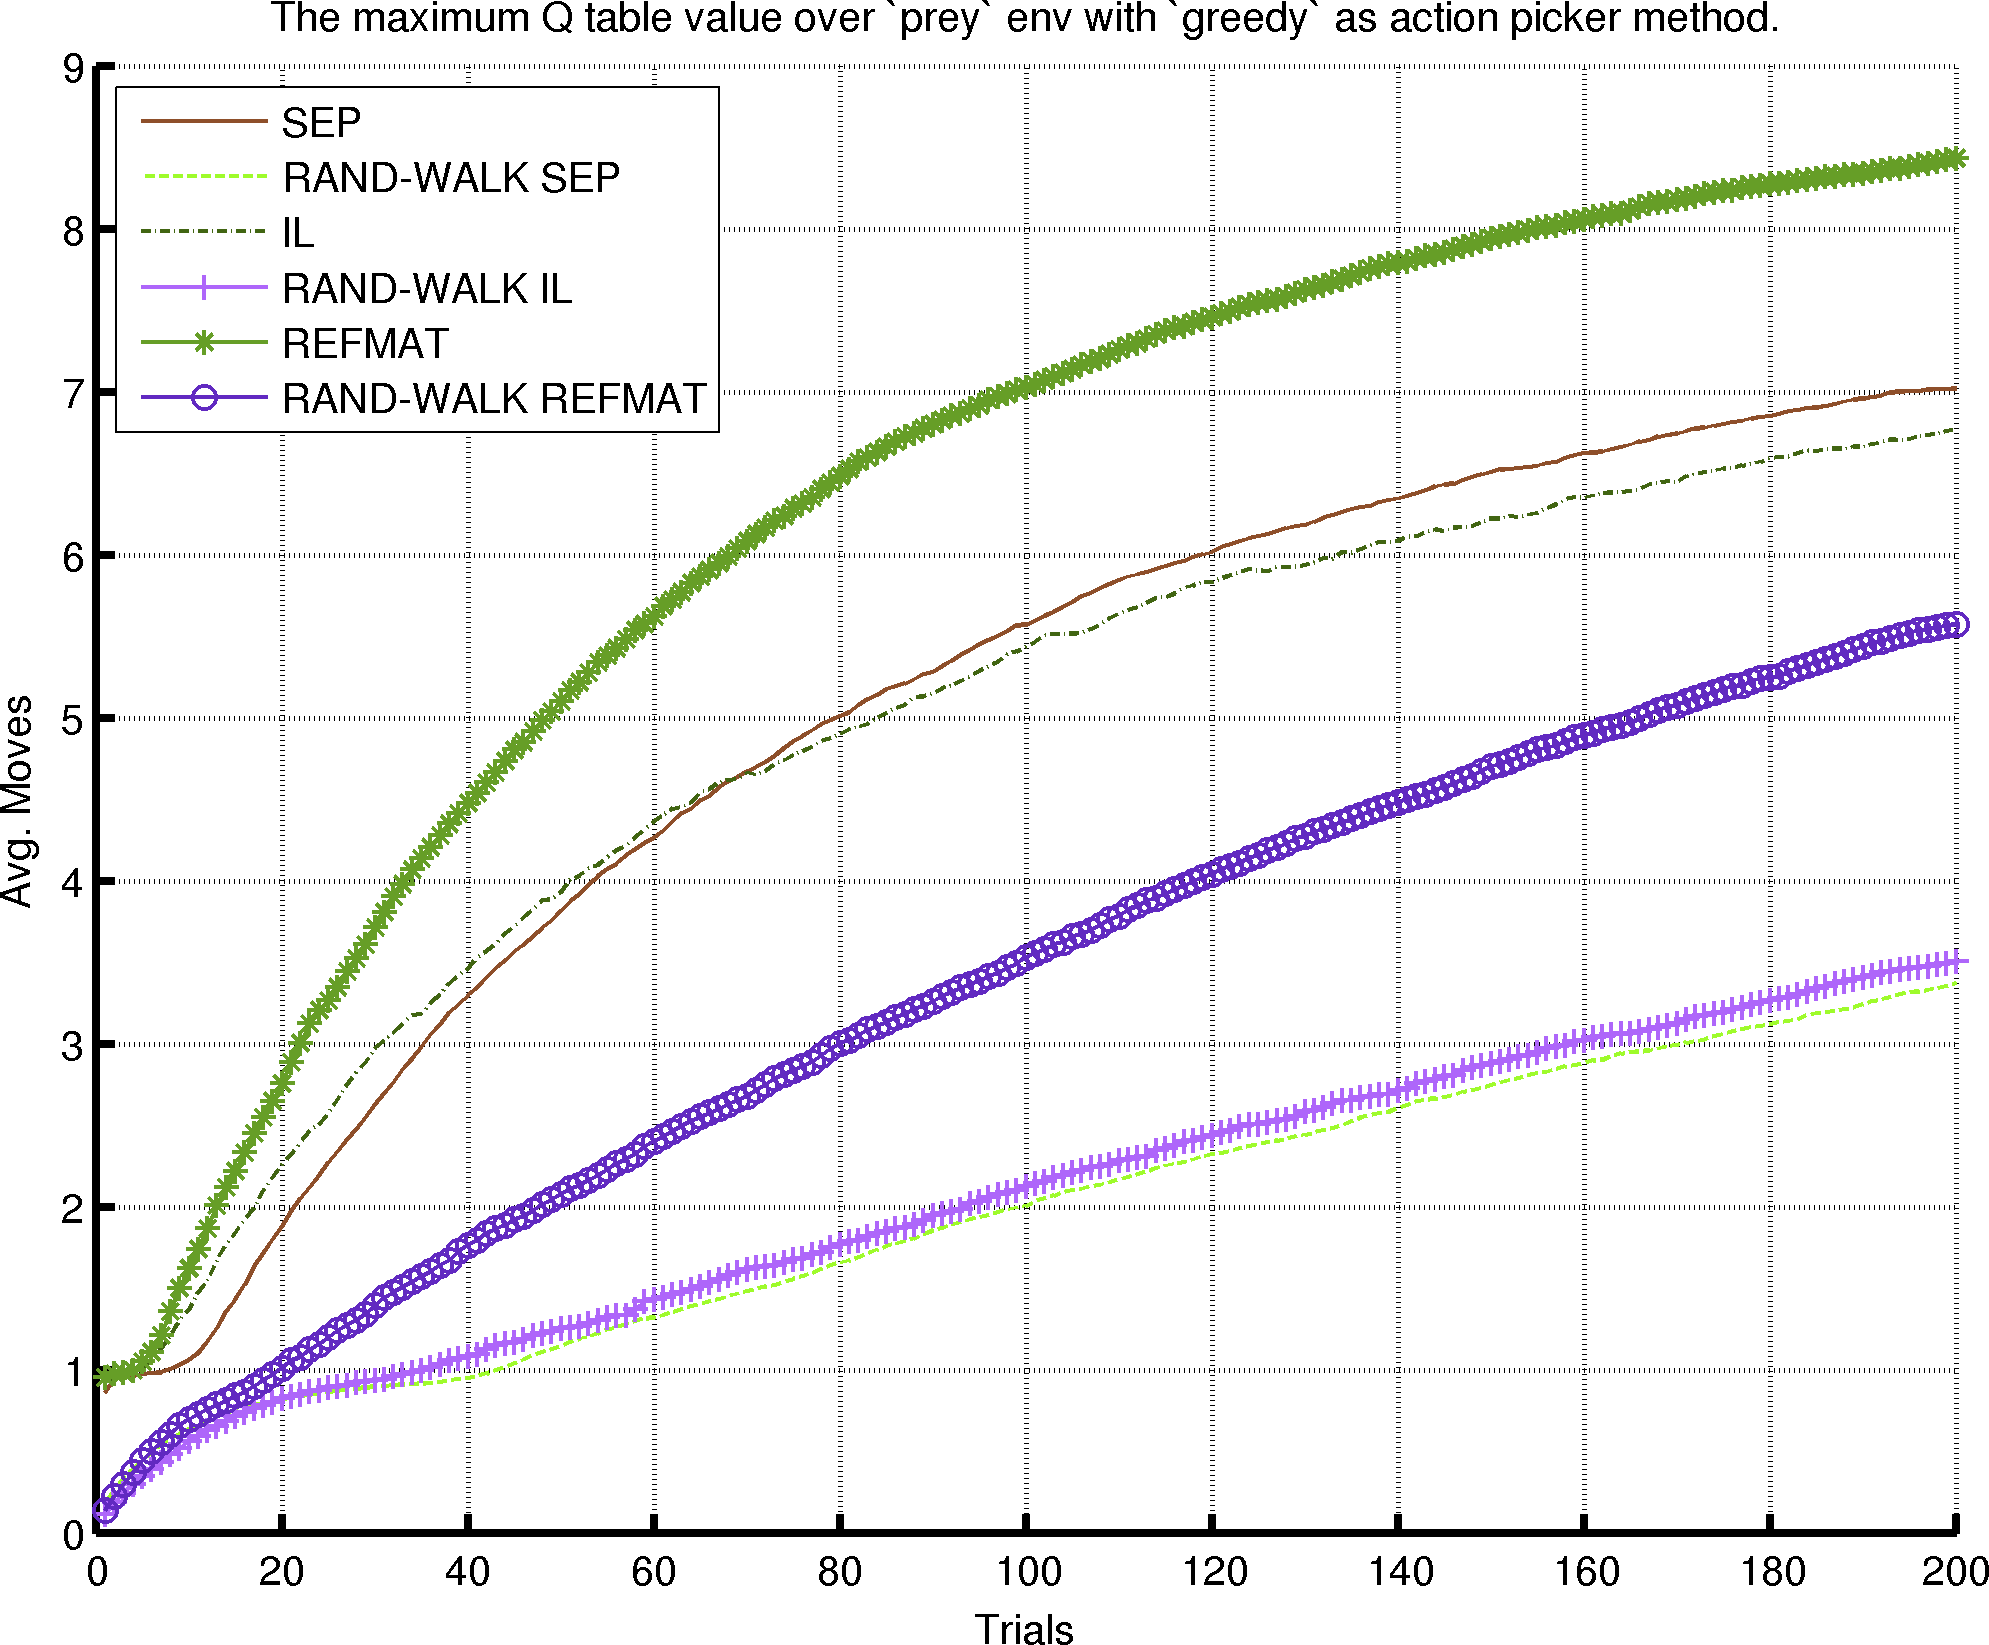 The maximum Q table value over `prey` env with `greedy` as action picker method.
9
8
7
6
5
4
3
2
1
0
SEP
RAND-WALK SEP
IL
RAND-WALK IL
REFMAT
RAND-WALK REFMAT
Avg. Moves
0 20 40 60 80 100 120 140 160 180 200
Trials